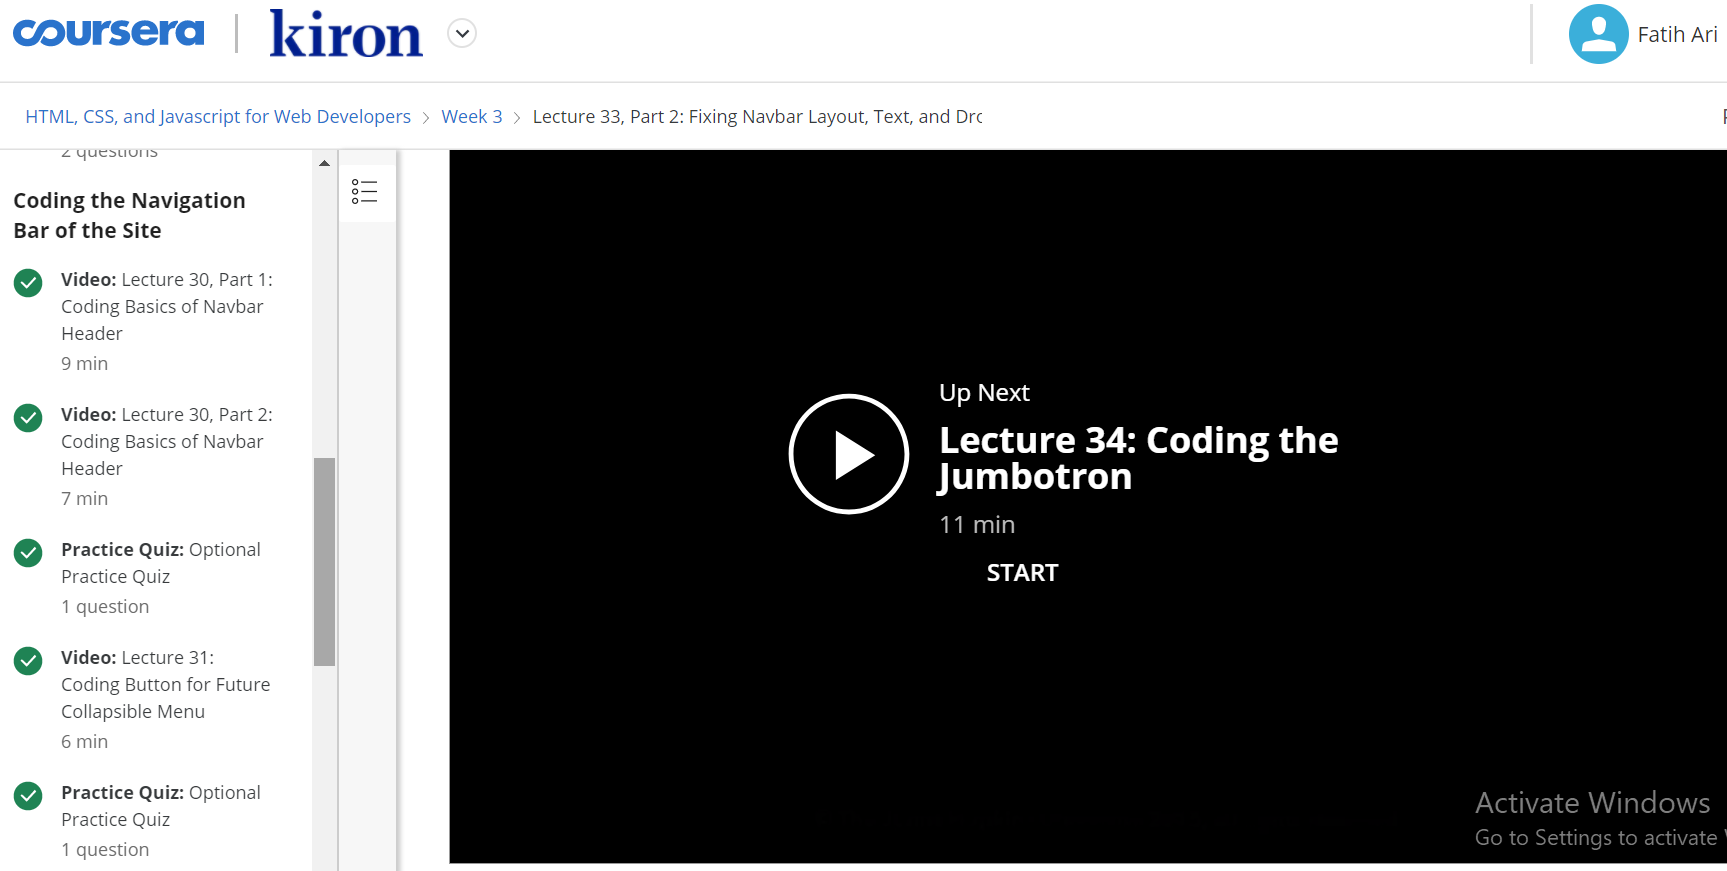 coursera
kiron
Fatih Ari
HTML, CSS, and Javascript for Web Developers
Week 3
Lecture 33, Part 2: Fixing Navbar Layout, Text, and
2 questions
Coding the Navigation
Bar of the Site
Video: Lecture 30, Part 1:
Coding Basics of Navbar
Header
9 min
Video: Lecture 30, Part 2:
Coding Basics of Navbar
Header
7 min
Practice Quiz: Optional
Practice Quiz
1 question
Video: Lecture 31:
Coding Button for Future
Collapsible Menu
6 min
Practice Quiz: Optional
Practice Quiz
1 question
Up Next
Lecture 34: Coding the
Jumbotron
11 min
START
Activate Windows
Go to Settings to activate